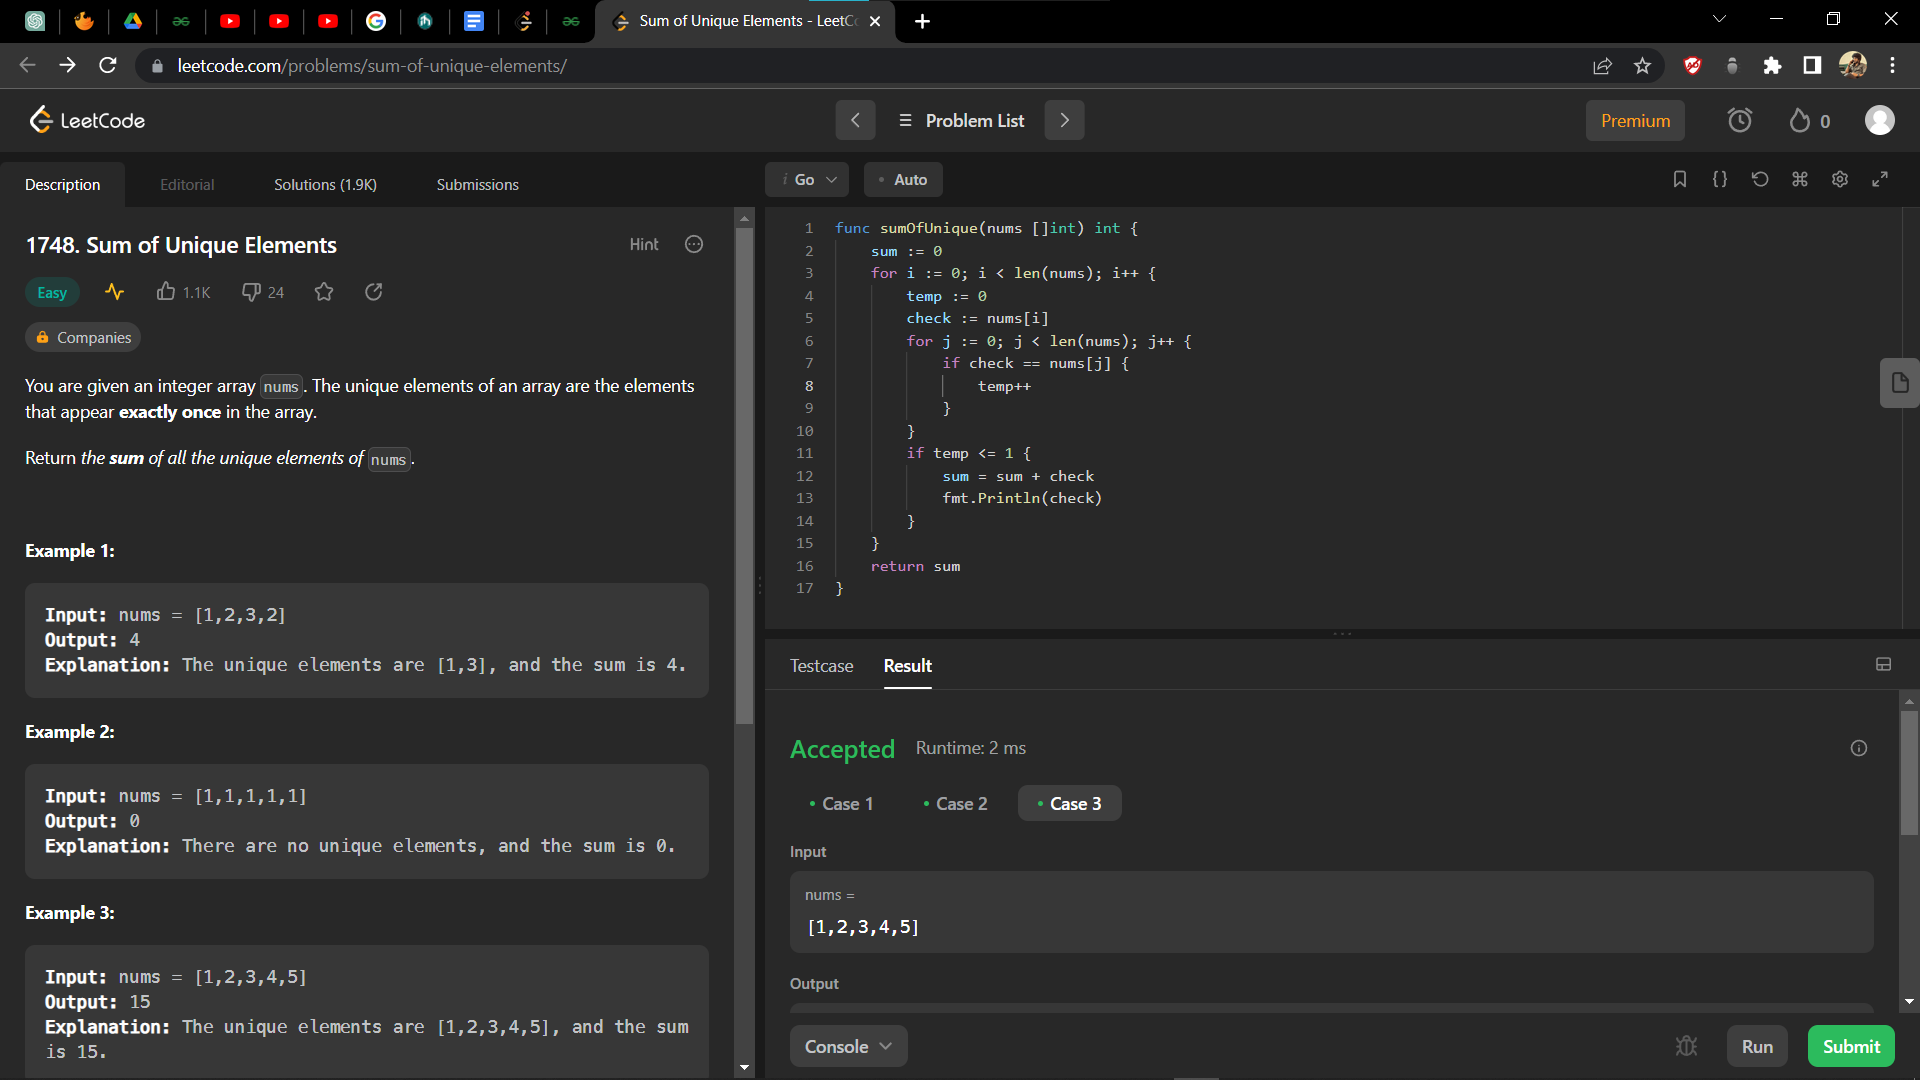 Sum of Unique Elements - LeetC
leetcode.com/problems/sum-of-unique-elements/
LeetCode
Problem List
Premium
0
Description
Editorial
Solutions (1.9K)
Submissions
i Go
Auto
1748. Sum of Unique Elements
Hint
Easy
1.1K
24
Companies
You are given an integer array nums. The unique elements of an array are the elements
that appear exactly once in the array.
Return the sum of all the unique elements of nums.
Example 1:
Input: nums = [1,2,3,2]
Output: 4
Explanation: The unique elements are [1,3], and the sum is 4.
Example 2:
Input: nums = [1,1,1,1,1]
Output: 0
Explanation: There are no unique elements, and the sum is 0.
Example 3:
Input: nums = [1,2,3,4,5]
Output: 15
Explanation: The unique elements are [1,2,3,4,5], and the sum
is 15.
1 func sumOfUnique(nums []int) int {
2 sum := 0
3 for i := 0; i < len(nums); i++ {
4 temp := 0
5 check := nums[i]
6 for j := 0; j < len(nums); j++ {
7 if check == nums[j] {
8 temp++
9 }
10 }
11 if temp <= 1 {
12 sum = sum + check
13 fmt.Println(check)
14 }
15 }
16 return sum
17 }
Testcase
Result
Accepted
Runtime: 2 ms
Case 1
Case 2
Case 3
Input
nums =
[1,2,3,4,5]
Output
Console
Run
Submit